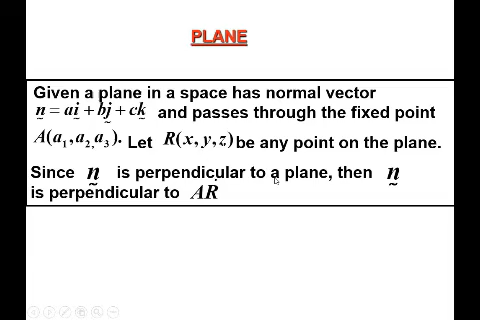 PLANE
Given a plane in a space has normal vector
n = ai + bj + ck and passes through the fixed point
A(a₁, a₂, a₃). Let R(x, y, z) be any point on the plane.
Since n is perpendicular to a plane, then n
is perpendicular to AR